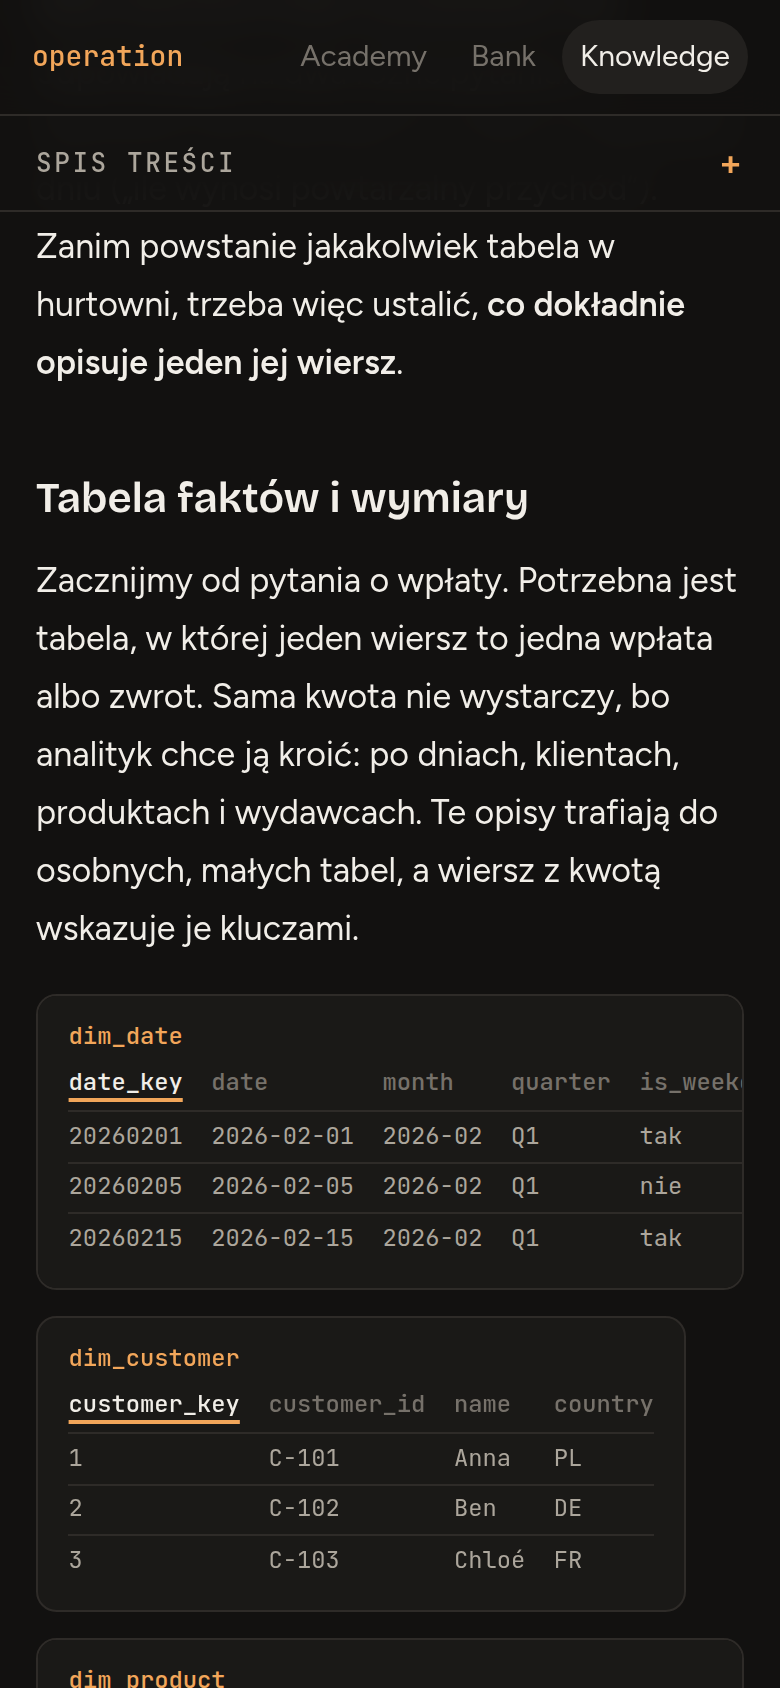 operation Academy Bank Knowledge
SPIS TREŚCI +
dniu („ile wynosi powtarzalny przychód”).
Zanim powstanie jakakolwiek tabela w
hurtowni, trzeba więc ustalić, co dokładnie
opisuje jeden jej wiersz.
Tabela faktów i wymiary
Zacznijmy od pytania o wpłaty. Potrzebna jest
tabela, w której jeden wiersz to jedna wpłata
albo zwrot. Sama kwota nie wystarczy, bo
analityk chce ją kroić: po dniach, klientach,
produktach i wydawcach. Te opisy trafiają do
osobnych, małych tabel, a wiersz z kwotą
wskazuje je kluczami.
dim_date
date_key date month quarter
20260201 2026-02-01 2026-02 Q1 tak
20260205 2026-02-05 2026-02 Q1 nie
20260215 2026-02-15 2026-02 Q1 tak
dim_customer
customer_key customer_id name country
1 C-101 Anna PL
2 C-102 Ben DE
3 C-103 Chloé FR
dim_product